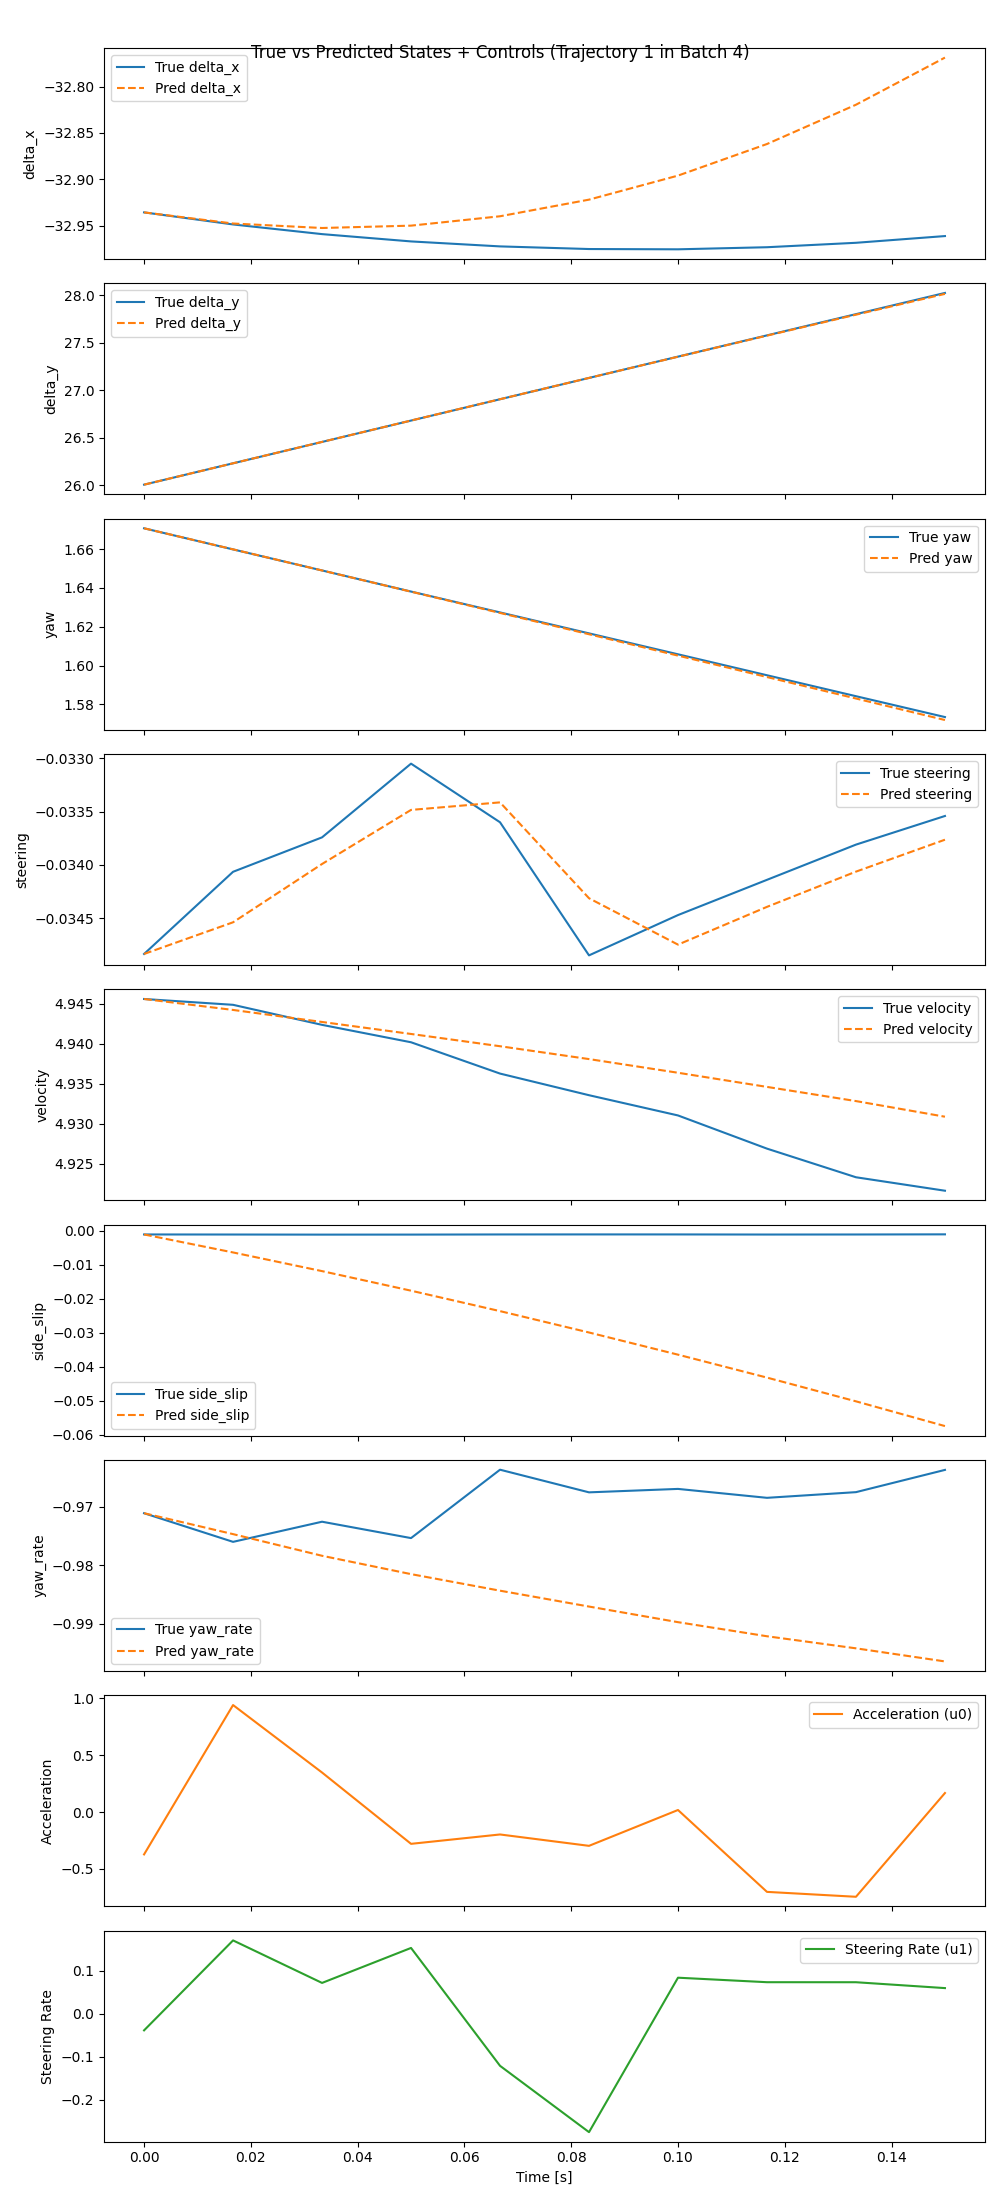 True vs Predicted States + Controls (Trajectory 1 in Batch 4)
True delta_x
Pred delta_x
delta_x
−32.80
−32.85
−32.90
−32.95
True delta_y
Pred delta_y
delta_y
28.0
27.5
27.0
26.5
26.0
True yaw
Pred yaw
yaw
1.66
1.64
1.62
1.60
1.58
True steering
Pred steering
steering
−0.0330
−0.0335
−0.0340
−0.0345
True velocity
Pred velocity
velocity
4.945
4.940
4.935
4.930
4.925
True side_slip
Pred side_slip
side_slip
0.00
−0.01
−0.02
−0.03
−0.04
−0.05
−0.06
True yaw_rate
Pred yaw_rate
yaw_rate
−0.97
−0.98
−0.99
Acceleration (u0)
Acceleration
1.0
0.5
0.0
−0.5
Steering Rate (u1)
Steering Rate
0.1
0.0
−0.1
−0.2
0.00 0.02 0.04 0.06 0.08 0.10 0.12 0.14
Time [s]